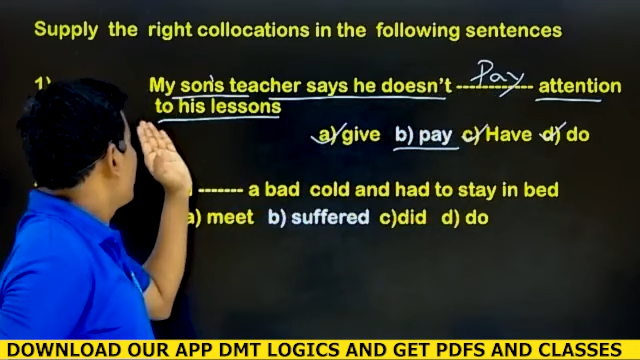 Supply the right collocations in the following sentences
Pay
1) My son's teacher says he doesn't ------------ attention
to his lessons
a) give b) pay c) Have d) do
------- a bad cold and had to stay in bed
a) meet b) suffered c)did d) do
DOWNLOAD OUR APP DMT LOGICS AND GET PDFS AND CLASSES